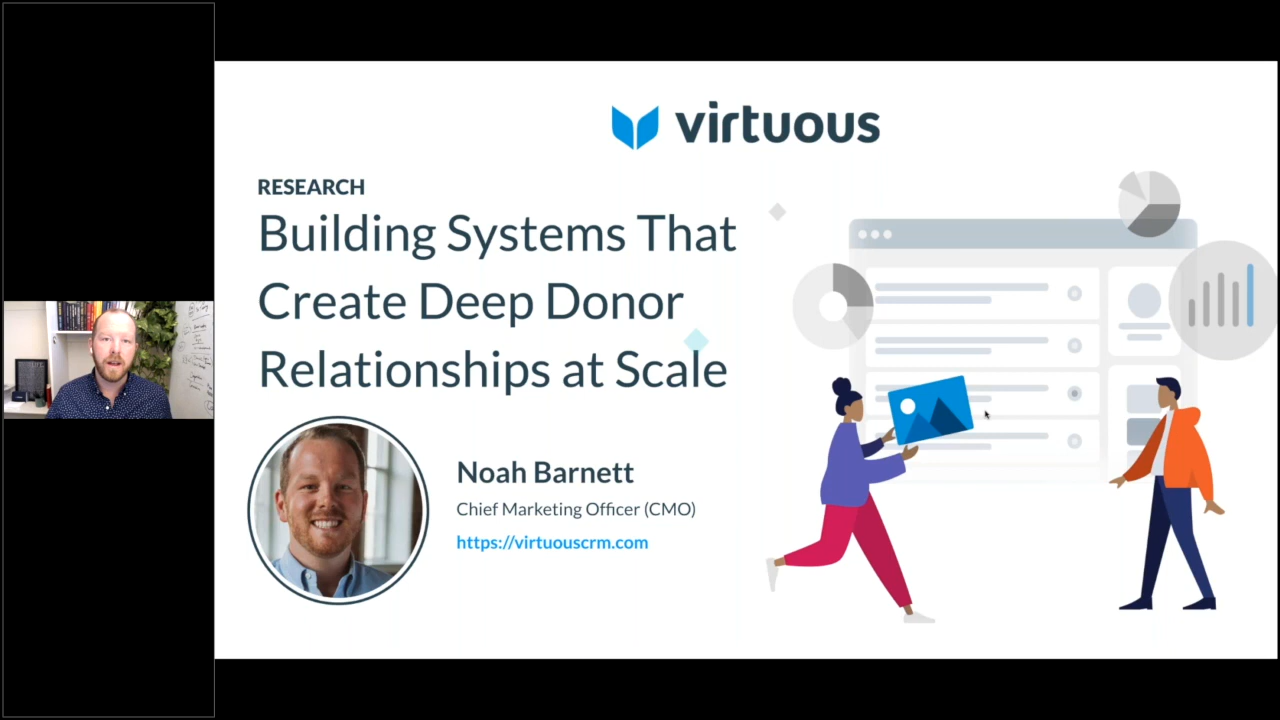 virtuous
RESEARCH
Building Systems That
Create Deep Donor
Relationships at Scale
Noah Barnett
Chief Marketing Officer (CMO)
https://virtuouscrm.com